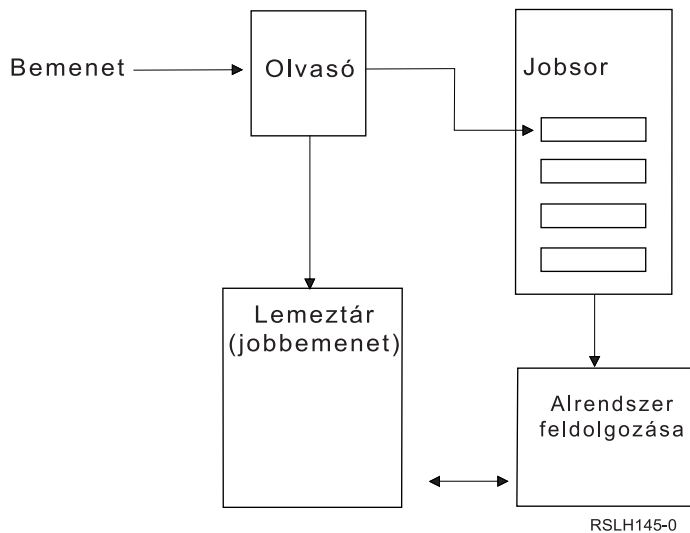 Bemenet
Olvasó
Jobsor
Lemeztár
(jobbemenet)
Alrendszer
feldolgozása
RSLH145-0